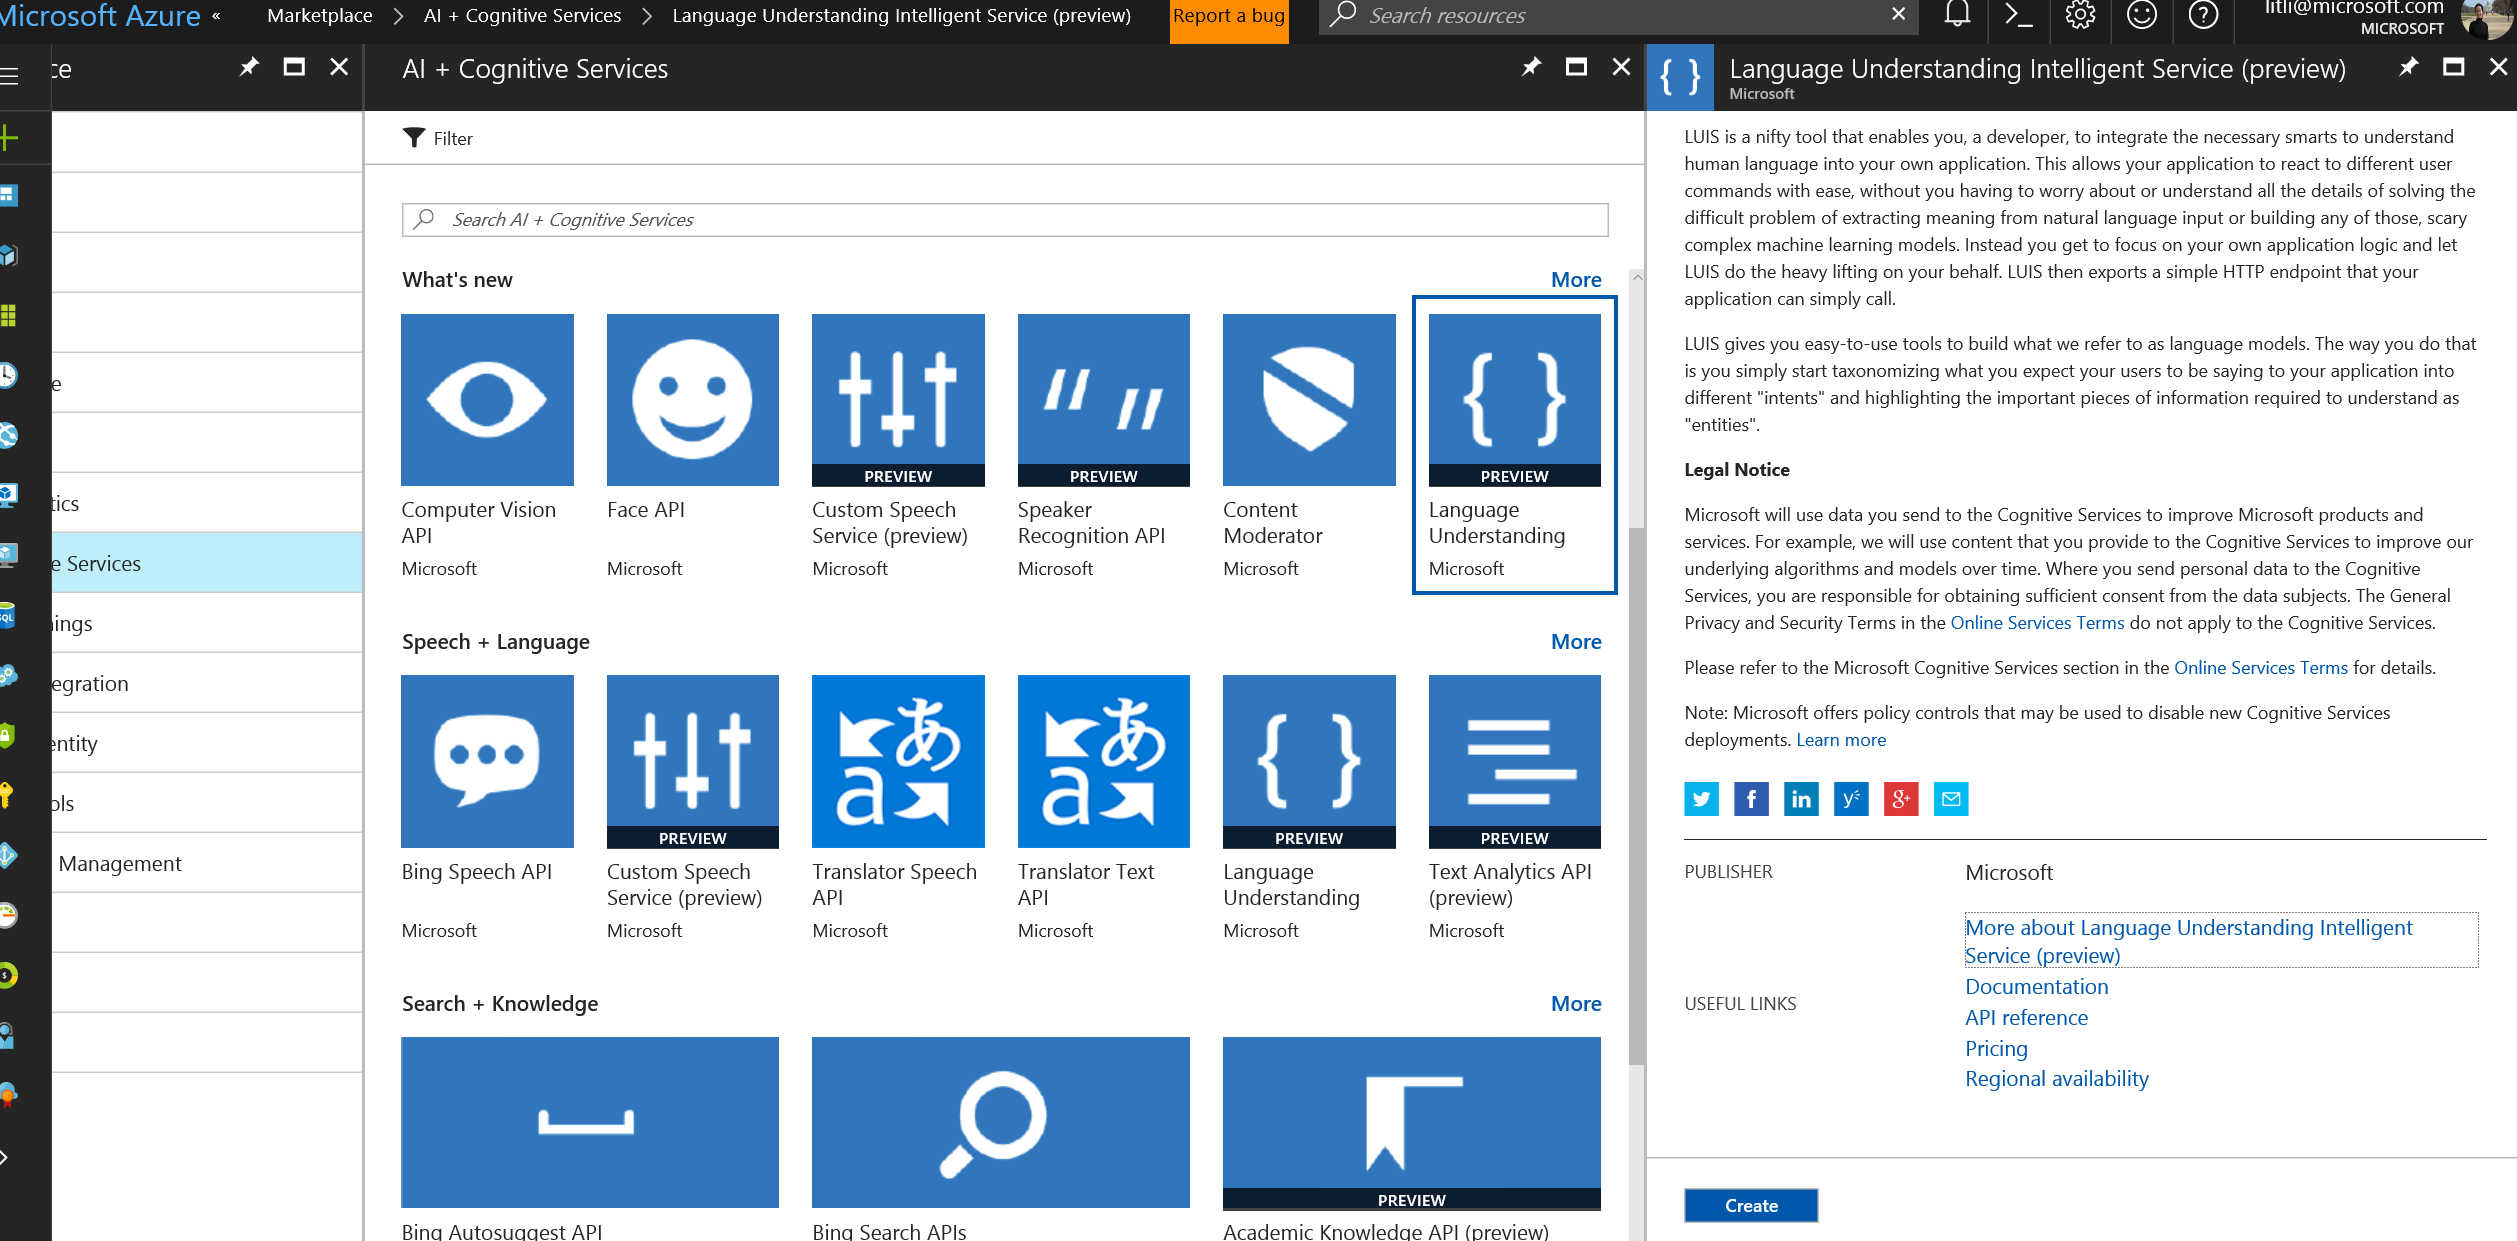 Microsoft Azure «
Marketplace > AI + Cognitive Services > Language Understanding Intelligent Service (preview)
Report a bug
Search resources
litli@microsoft.com
MICROSOFT
ce
e
tics
e Services
ings
egration
entity
ols
Management
SQL
AI + Cognitive Services
Filter
Search AI + Cognitive Services
What's new
More
Computer Vision
API
Microsoft
Face API
Microsoft
PREVIEW
Custom Speech
Service (preview)
Microsoft
PREVIEW
Speaker
Recognition API
Microsoft
Content
Moderator
Microsoft
PREVIEW
Language
Understanding
Microsoft
Speech + Language
More
Bing Speech API
Microsoft
PREVIEW
Custom Speech
Service (preview)
Microsoft
あ
a
Translator Speech
API
Microsoft
あ
a
Translator Text
API
Microsoft
PREVIEW
Language
Understanding
Microsoft
PREVIEW
Text Analytics API
(preview)
Microsoft
Search + Knowledge
More
Bing Autosuggest API
Bing Search APIs
PREVIEW
Academic Knowledge API (preview)
Language Understanding Intelligent Service (preview)
Microsoft
LUIS is a nifty tool that enables you, a developer, to integrate the necessary smarts to understand
human language into your own application. This allows your application to react to different user
commands with ease, without you having to worry about or understand all the details of solving the
difficult problem of extracting meaning from natural language input or building any of those, scary
complex machine learning models. Instead you get to focus on your own application logic and let
LUIS do the heavy lifting on your behalf. LUIS then exports a simple HTTP endpoint that your
application can simply call.
LUIS gives you easy-to-use tools to build what we refer to as language models. The way you do that
is you simply start taxonomizing what you expect your users to be saying to your application into
different "intents" and highlighting the important pieces of information required to understand as
"entities".
Legal Notice
Microsoft will use data you send to the Cognitive Services to improve Microsoft products and
services. For example, we will use content that you provide to the Cognitive Services to improve our
underlying algorithms and models over time. Where you send personal data to the Cognitive
Services, you are responsible for obtaining sufficient consent from the data subjects. The General
Privacy and Security Terms in the Online Services Terms do not apply to the Cognitive Services.
Please refer to the Microsoft Cognitive Services section in the Online Services Terms for details.
Note: Microsoft offers policy controls that may be used to disable new Cognitive Services
deployments. Learn more
PUBLISHER
Microsoft
USEFUL LINKS
More about Language Understanding Intelligent
Service (preview)
Documentation
API reference
Pricing
Regional availability
Create